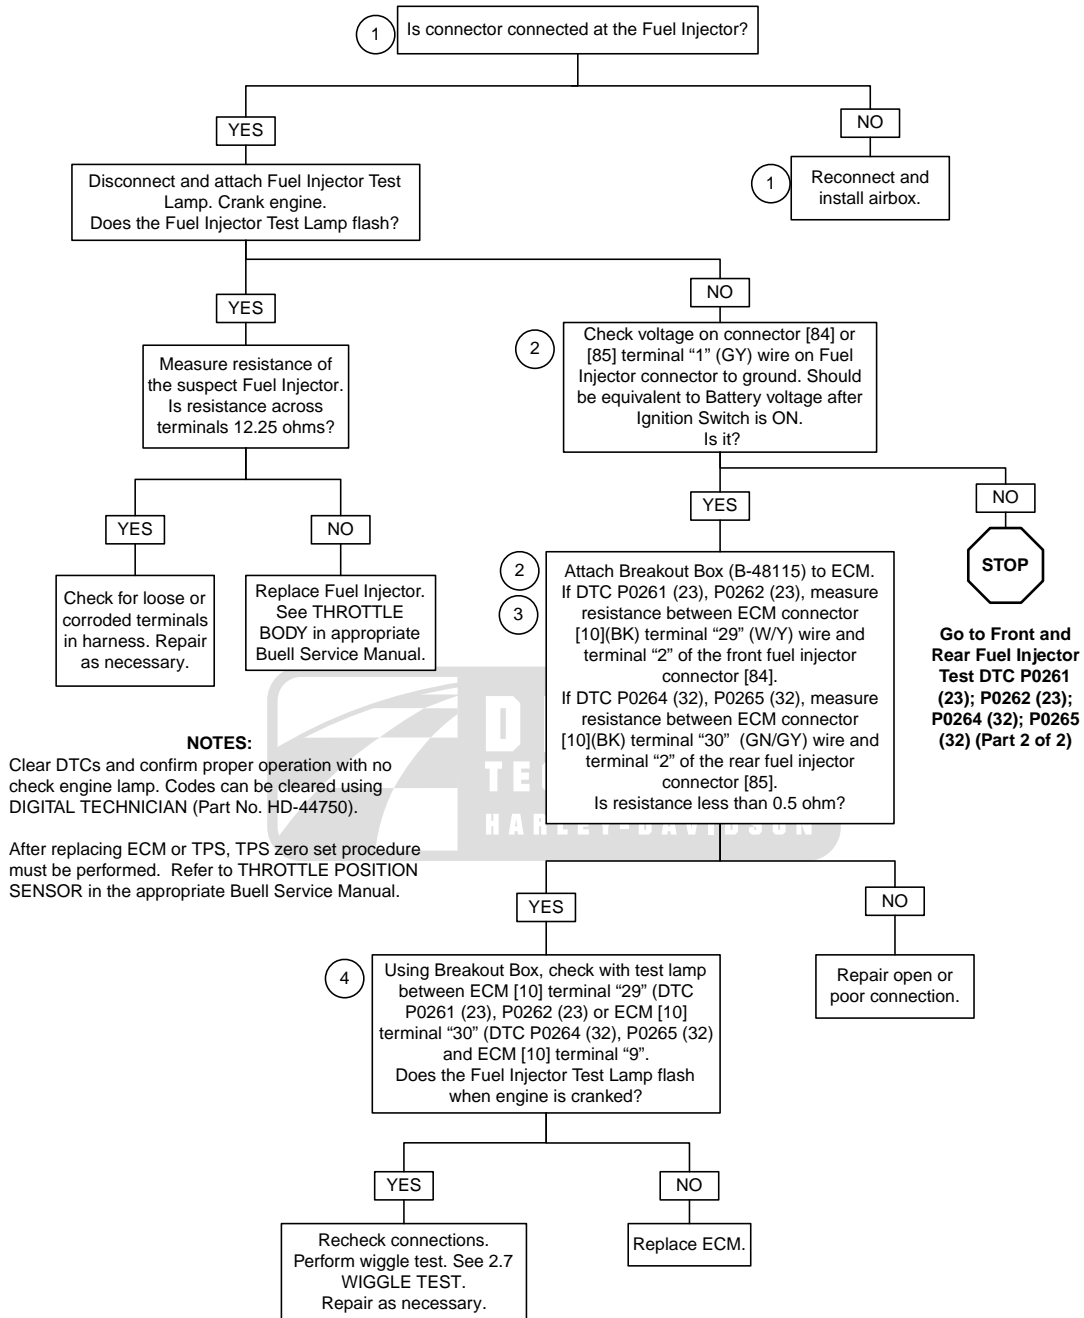 1
Is connector connected at the Fuel Injector?
YES
NO
Disconnect and attach Fuel Injector Test
Lamp. Crank engine.
Does the Fuel Injector Test Lamp flash?
1
Reconnect and
install airbox.
YES
NO
Measure resistance of
the suspect Fuel Injector.
Is resistance across
terminals 12.25 ohms?
2
Check voltage on connector [84] or
[85] terminal “1” (GY) wire on Fuel
Injector connector to ground. Should
be equivalent to Battery voltage after
Ignition Switch is ON.
Is it?
YES
NO
YES
NO
Check for loose or
corroded terminals
in harness. Repair
as necessary.
Replace Fuel Injector.
See THROTTLE
BODY in appropriate
Buell Service Manual.
2
3
Attach Breakout Box (B-48115) to ECM.
If DTC P0261 (23), P0262 (23), measure
resistance between ECM connector
[10](BK) terminal “29” (W/Y) wire and
terminal “2” of the front fuel injector
connector [84].
If DTC P0264 (32), P0265 (32), measure
resistance between ECM connector
[10](BK) terminal “30” (GN/GY) wire and
terminal “2” of the rear fuel injector
connector [85].
Is resistance less than 0.5 ohm?
STOP
Go to Front and
Rear Fuel Injector
Test DTC P0261
(23); P0262 (23);
P0264 (32); P0265
(32) (Part 2 of 2)
NOTES:
Clear DTCs and confirm proper operation with no
check engine lamp. Codes can be cleared using
DIGITAL TECHNICIAN (Part No. HD-44750).
After replacing ECM or TPS, TPS zero set procedure
must be performed.  Refer to THROTTLE POSITION
SENSOR in the appropriate Buell Service Manual.
D
TE
HARLEY-DAVIDSON
YES
NO
4
Using Breakout Box, check with test lamp
between ECM [10] terminal “29” (DTC
P0261 (23), P0262 (23) or ECM [10]
terminal “30” (DTC P0264 (32), P0265 (32)
and ECM [10] terminal “9”.
Does the Fuel Injector Test Lamp flash
when engine is cranked?
Repair open or
poor connection.
YES
NO
Recheck connections.
Perform wiggle test. See 2.7
WIGGLE TEST.
Repair as necessary.
Replace ECM.